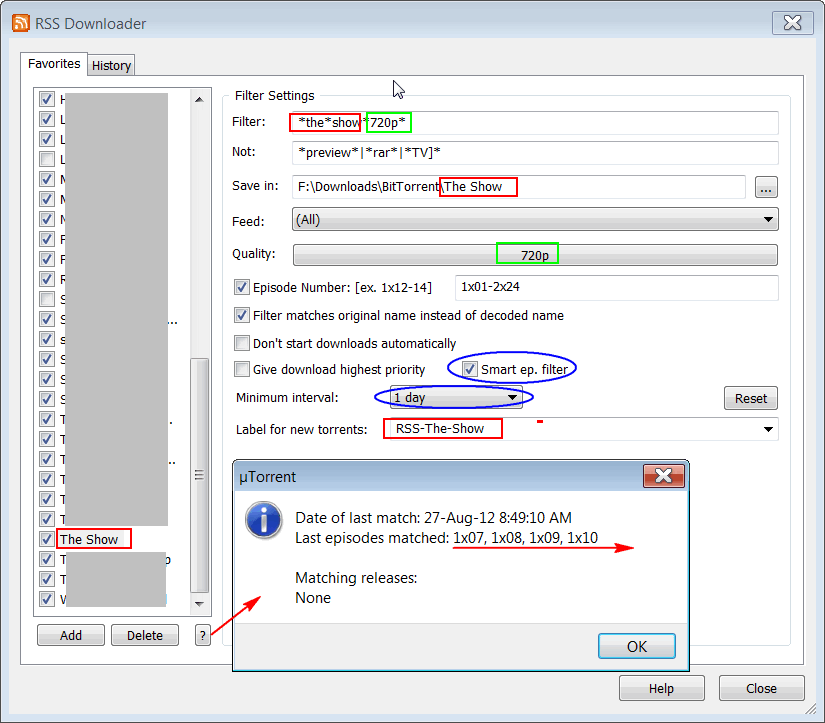 RSS Downloader
Favorites
History
H
L
L
L
M
M
M
F
F
R
S
S ...
s
S
S
S
T .
T
T ...
T
T
T
The Show
T p
T
W
Add
Delete
?
Filter Settings
Filter: *the*show*720p*
Not: *preview*|*rar*|*TV]*
Save in: F:\Downloads\BitTorrent\The Show ...
Feed: (All)
Quality: 720p
Episode Number: [ex. 1x12-14] 1x01-2x24
Filter matches original name instead of decoded name
Don't start downloads automatically
Give download highest priority Smart ep. filter
Minimum interval: 1 day Reset
Label for new torrents: RSS-The-Show
µTorrent
Date of last match: 27-Aug-12 8:49:10 AM
Last episodes matched: 1x07, 1x08, 1x09, 1x10
Matching releases:
None
OK
Help
Close